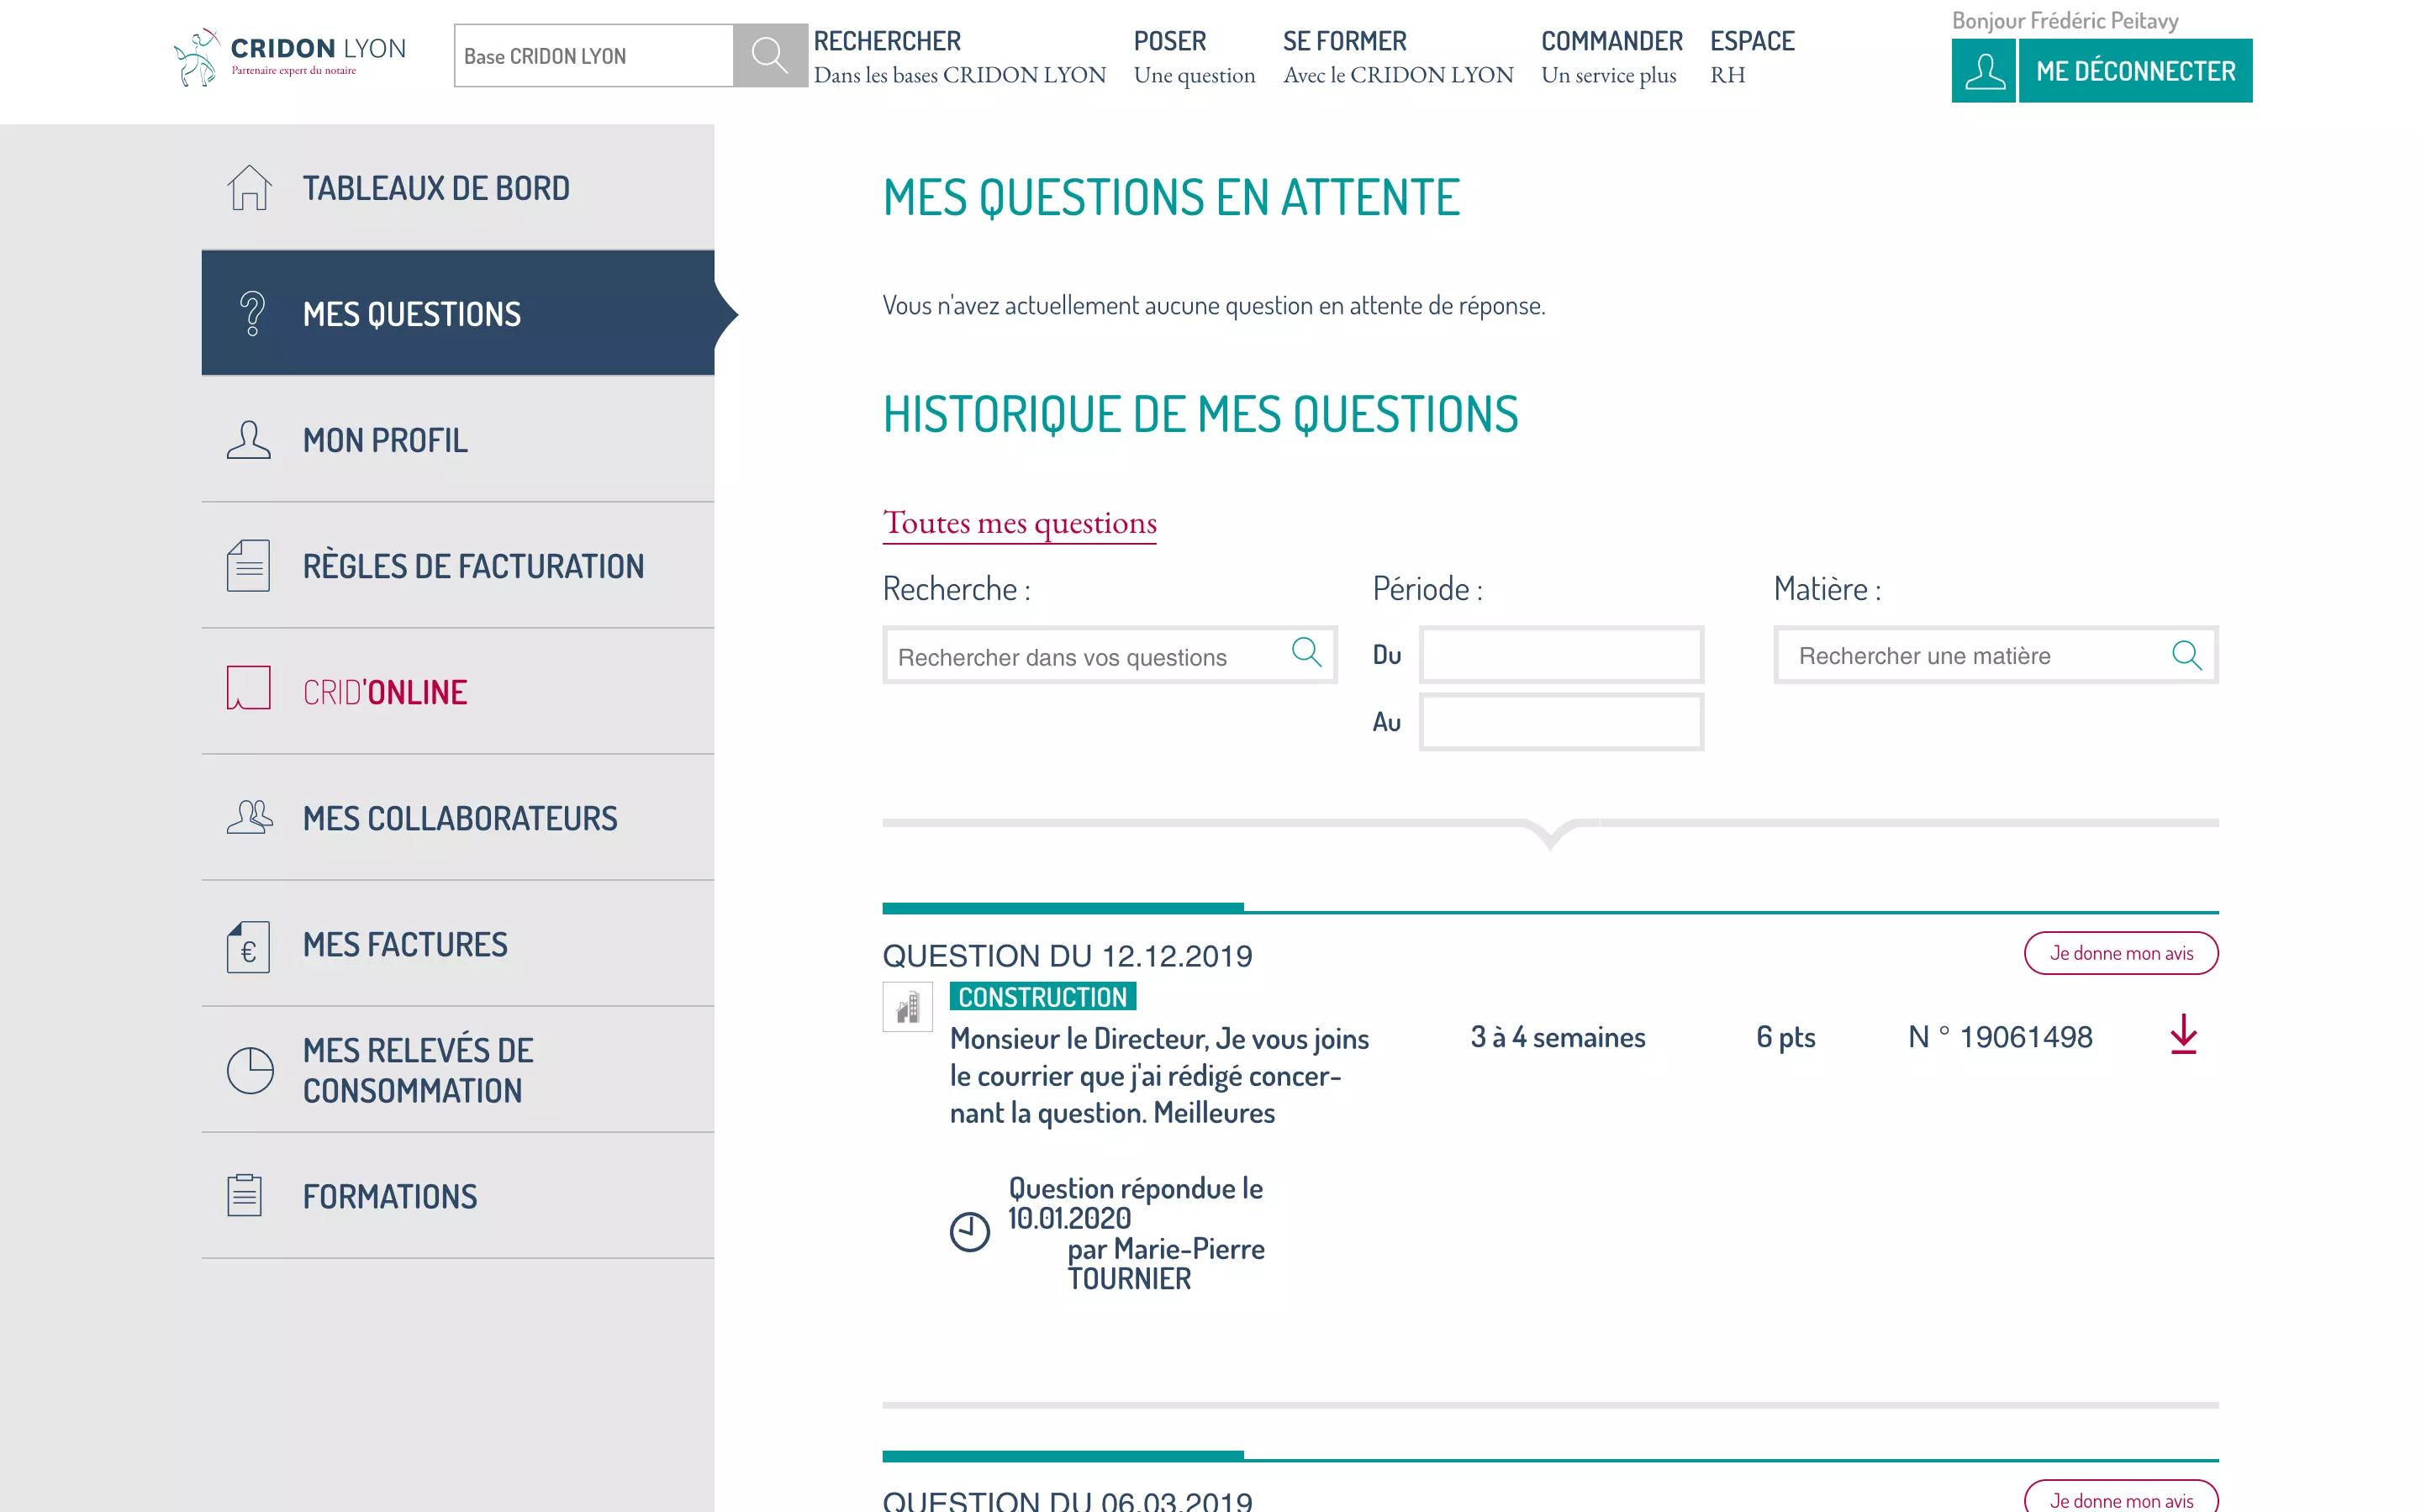 CRIDON LYON
Partenaire expert du notaire
Base CRIDON LYON
RECHERCHER
Dans les bases CRIDON LYON
POSER
Une question
SE FORMER
Avec le CRIDON LYON
COMMANDER
Un service plus
ESPACE
RH
Bonjour Frédéric Peitavy
ME DÉCONNECTER
TABLEAUX DE BORD
MES QUESTIONS
MON PROFIL
RÈGLES DE FACTURATION
CRID'ONLINE
MES COLLABORATEURS
€
MES FACTURES
MES RELEVÉS DE
CONSOMMATION
FORMATIONS
MES QUESTIONS EN ATTENTE
Vous n'avez actuellement aucune question en attente de réponse.
HISTORIQUE DE MES QUESTIONS
Toutes mes questions
Recherche :
Rechercher dans vos questions
Période :
Du
Au
Matière :
Rechercher une matière
QUESTION DU 12.12.2019
Je donne mon avis
CONSTRUCTION
Monsieur le Directeur, Je vous joins
le courrier que j'ai rédigé concer-
nant la question. Meilleures
3 à 4 semaines
6 pts
N ° 19061498
Question répondue le
10.01.2020
par Marie-Pierre
TOURNIER
QUESTION DU 06.03.2019
Je donne mon avis